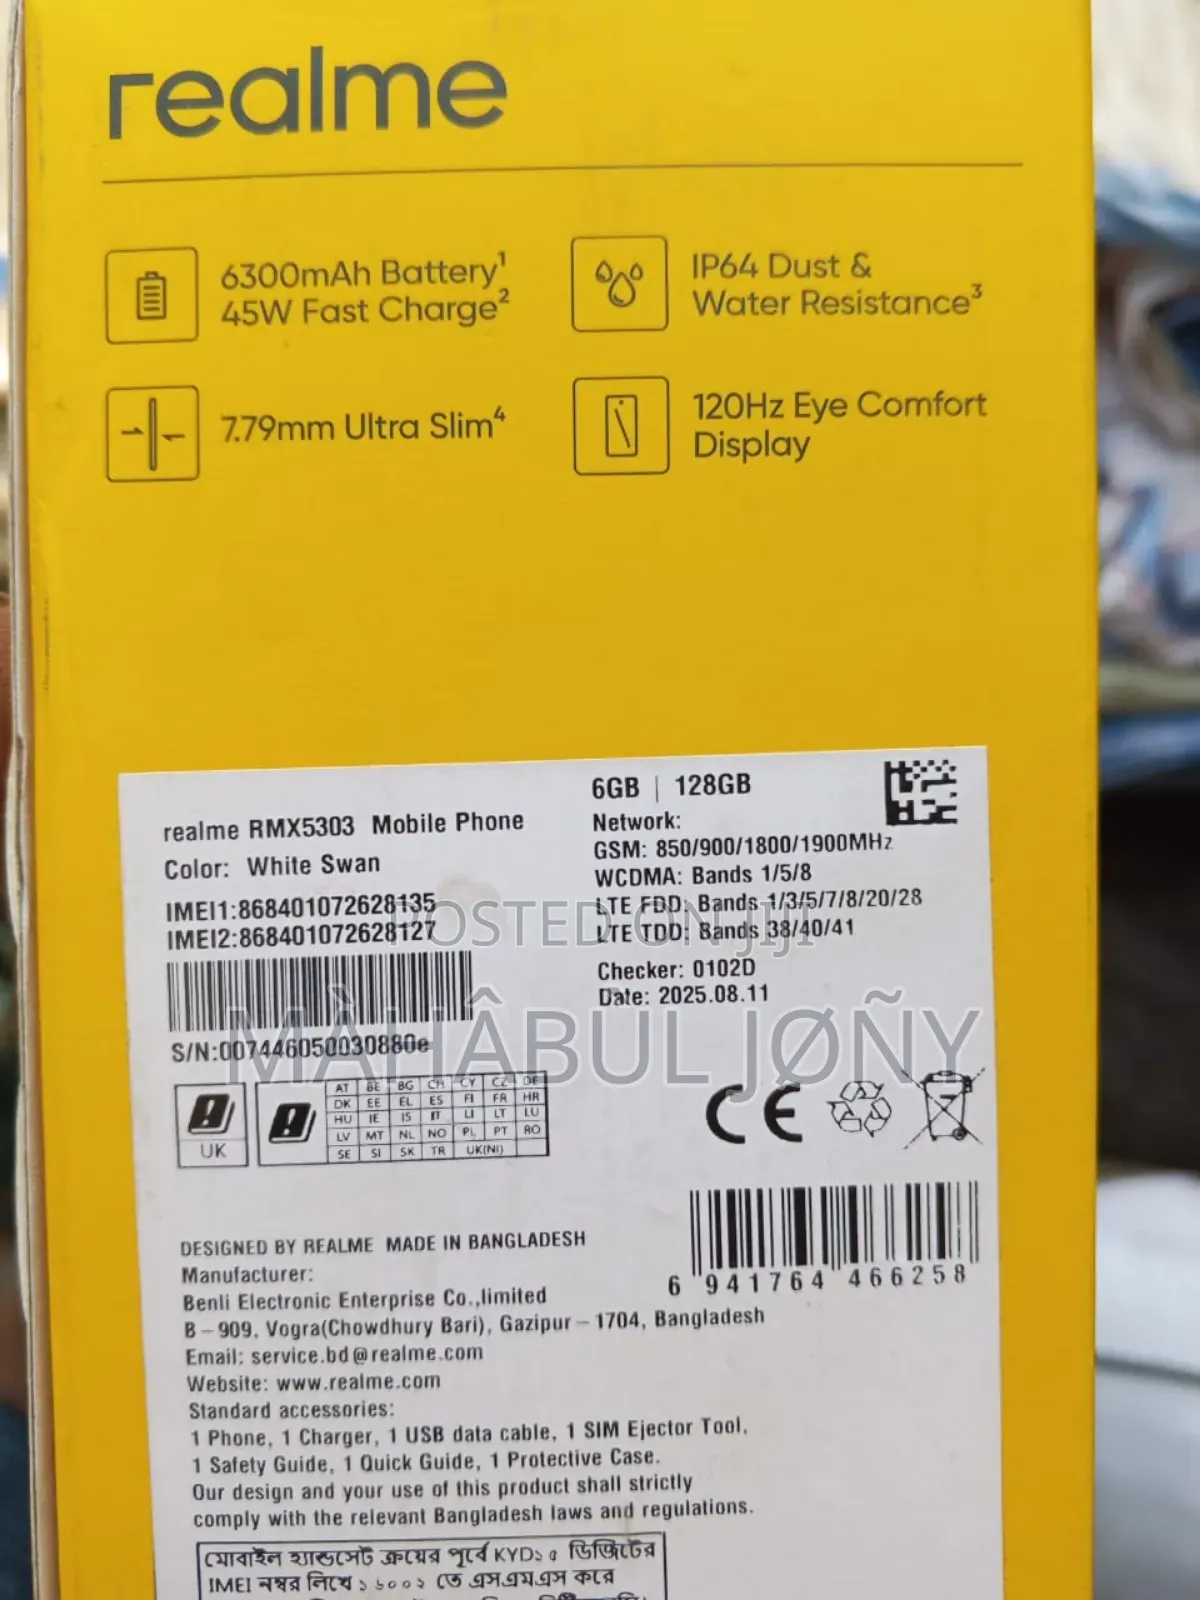 realme
6300mAh Battery¹
45W Fast Charge²
IP64 Dust &
Water Resistance³
7.79mm Ultra Slim⁴
120Hz Eye Comfort
Display
realme RMX5303 Mobile Phone
Color: White Swan
IMEI1:868401072628135
IMEI2:868401072628127
S/N:007446050030880e
6GB | 128GB
Network:
GSM: 850/900/1800/1900MHz
WCDMA: Bands 1/5/8
LTE FDD: Bands 1/3/5/7/8/20/28
LTE TDD: Bands 38/40/41
Checker: 0102D
Date: 2025.08.11
POSTED ON JIJI
MÀHÂBUL JØÑY
UK
AT BE BG CH CY CZ DE
DK EE EL ES FI FR HR
HU IE IS IT LI LT LU
LV MT NL NO PL PT RO
SE SI SK TR UK(NI)
CE
6 941764 466258
DESIGNED BY REALME MADE IN BANGLADESH
Manufacturer:
Benli Electronic Enterprise Co.,limited
B-909, Vogra(Chowdhury Bari), Gazipur-1704, Bangladesh
Email: service.bd@realme.com
Website: www.realme.com
Standard accessories:
1 Phone, 1 Charger, 1 USB data cable, 1 SIM Ejector Tool,
1 Safety Guide, 1 Quick Guide, 1 Protective Case.
Our design and your use of this product shall strictly
comply with the relevant Bangladesh laws and regulations.
মোবাইল হ্যান্ডসেট ক্রয়ের পূর্বে KYD১৫ ডিজিটের
IMEI নম্বর লিখে ১৬০০২ তে এসএমএস করে